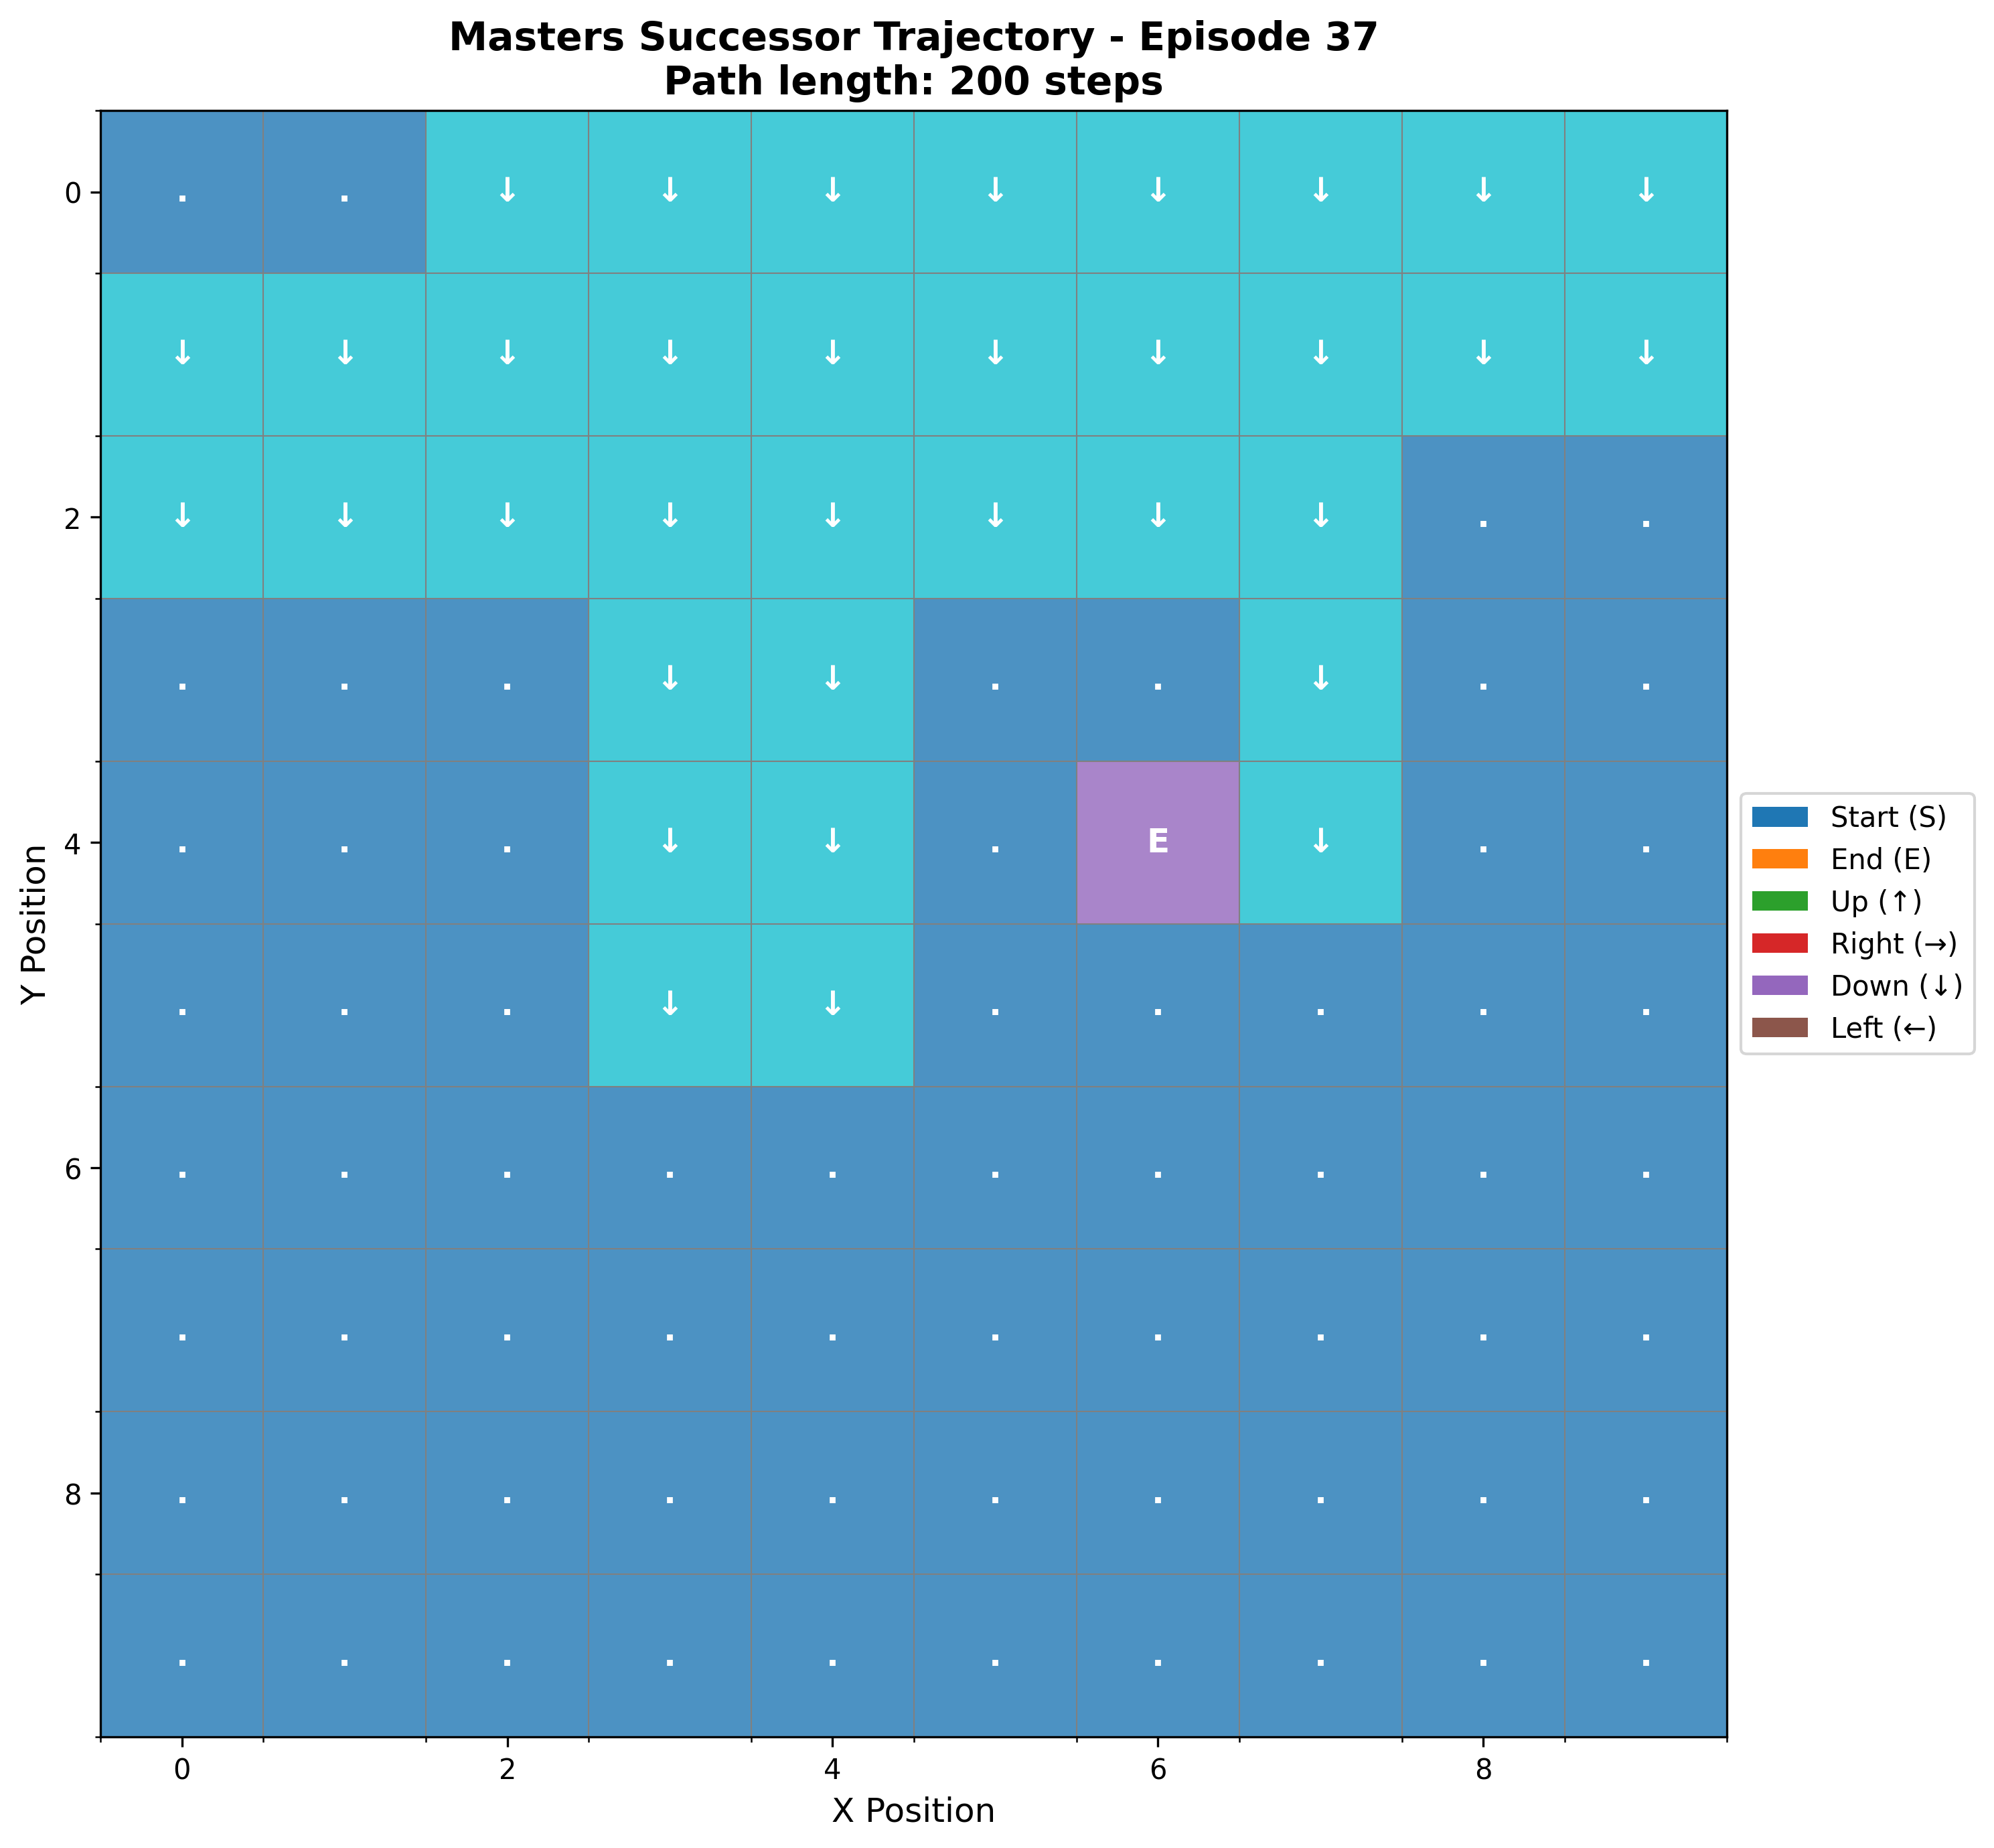 Masters Successor Trajectory - Episode 37
Path length: 200 steps
0 . . ↓ ↓ ↓ ↓ ↓ ↓ ↓ ↓
↓ ↓ ↓ ↓ ↓ ↓ ↓ ↓ ↓ ↓
2 ↓ ↓ ↓ ↓ ↓ ↓ ↓ ↓ . .
. . . ↓ ↓ . . ↓ . .
4 . . . ↓ ↓ . E ↓ . .
. . . ↓ ↓ . . . . .
6 . . . . . . . . . .
. . . . . . . . . .
8 . . . . . . . . . .
. . . . . . . . . .
0 2 4 6 8
X Position
Y Position
Start (S)
End (E)
Up (↑)
Right (→)
Down (↓)
Left (←)